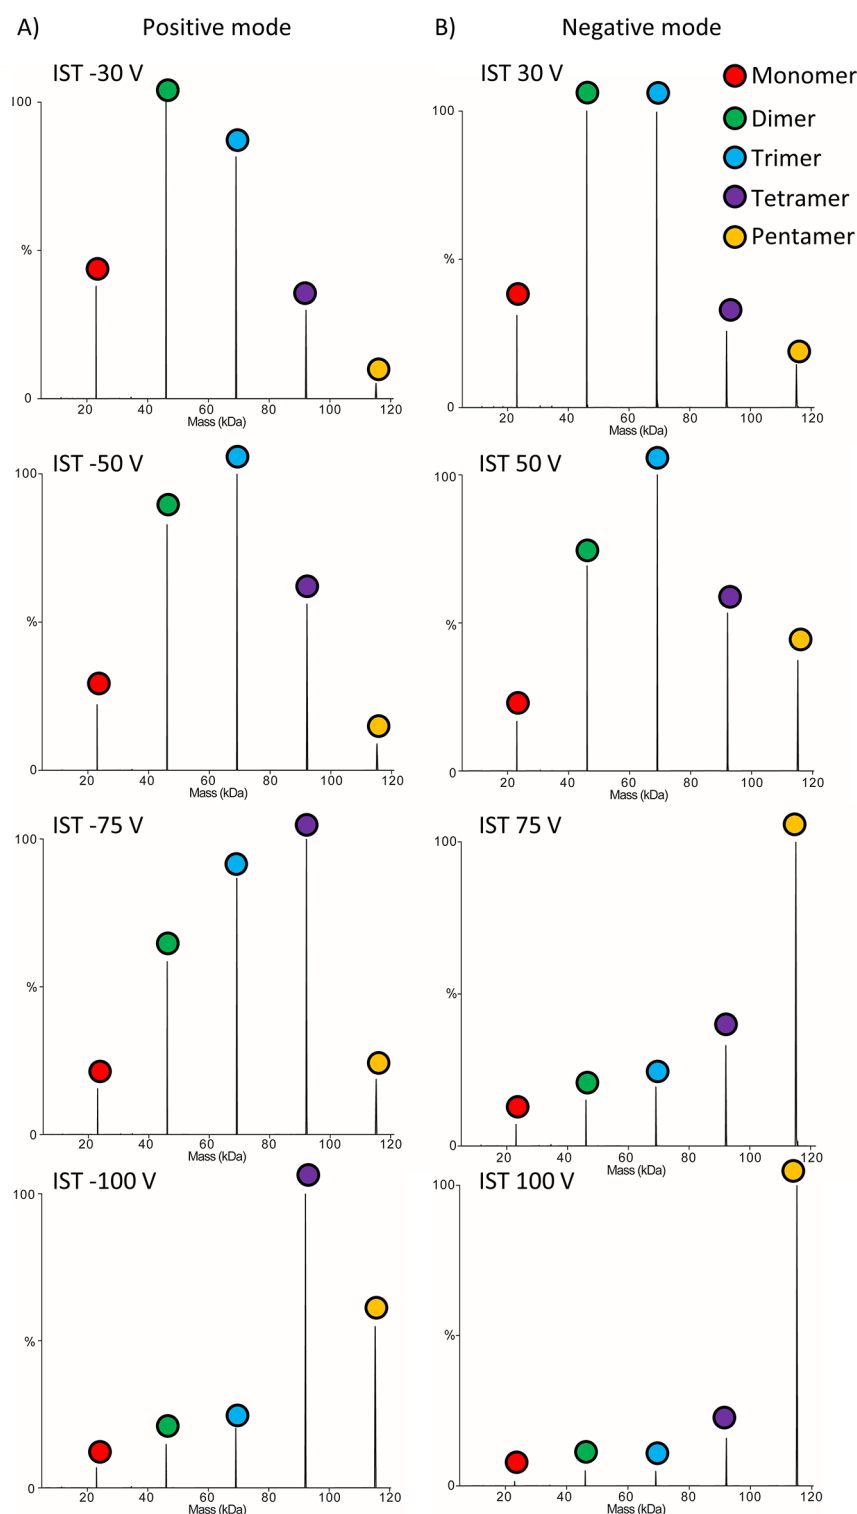 A) Positive mode
B) Negative mode
IST -30 V
100
%
0
20 40 60 80 100 120
Mass (kDa)
IST 30 V
100
%
0
20 40 60 80 100 120
Mass (kDa)
Monomer
Dimer
Trimer
Tetramer
Pentamer
IST -50 V
100
%
0
20 40 60 80 100 120
Mass (kDa)
IST 50 V
100
%
0
20 40 60 80 100 120
Mass (kDa)
IST -75 V
100
%
0
20 40 60 80 100 120
Mass (kDa)
IST 75 V
100
%
0
20 40 60 80 100 120
Mass (kDa)
IST -100 V
100
%
0
20 40 60 80 100 120
Mass (kDa)
IST 100 V
100
%
0
20 40 60 80 100 120
Mass (kDa)